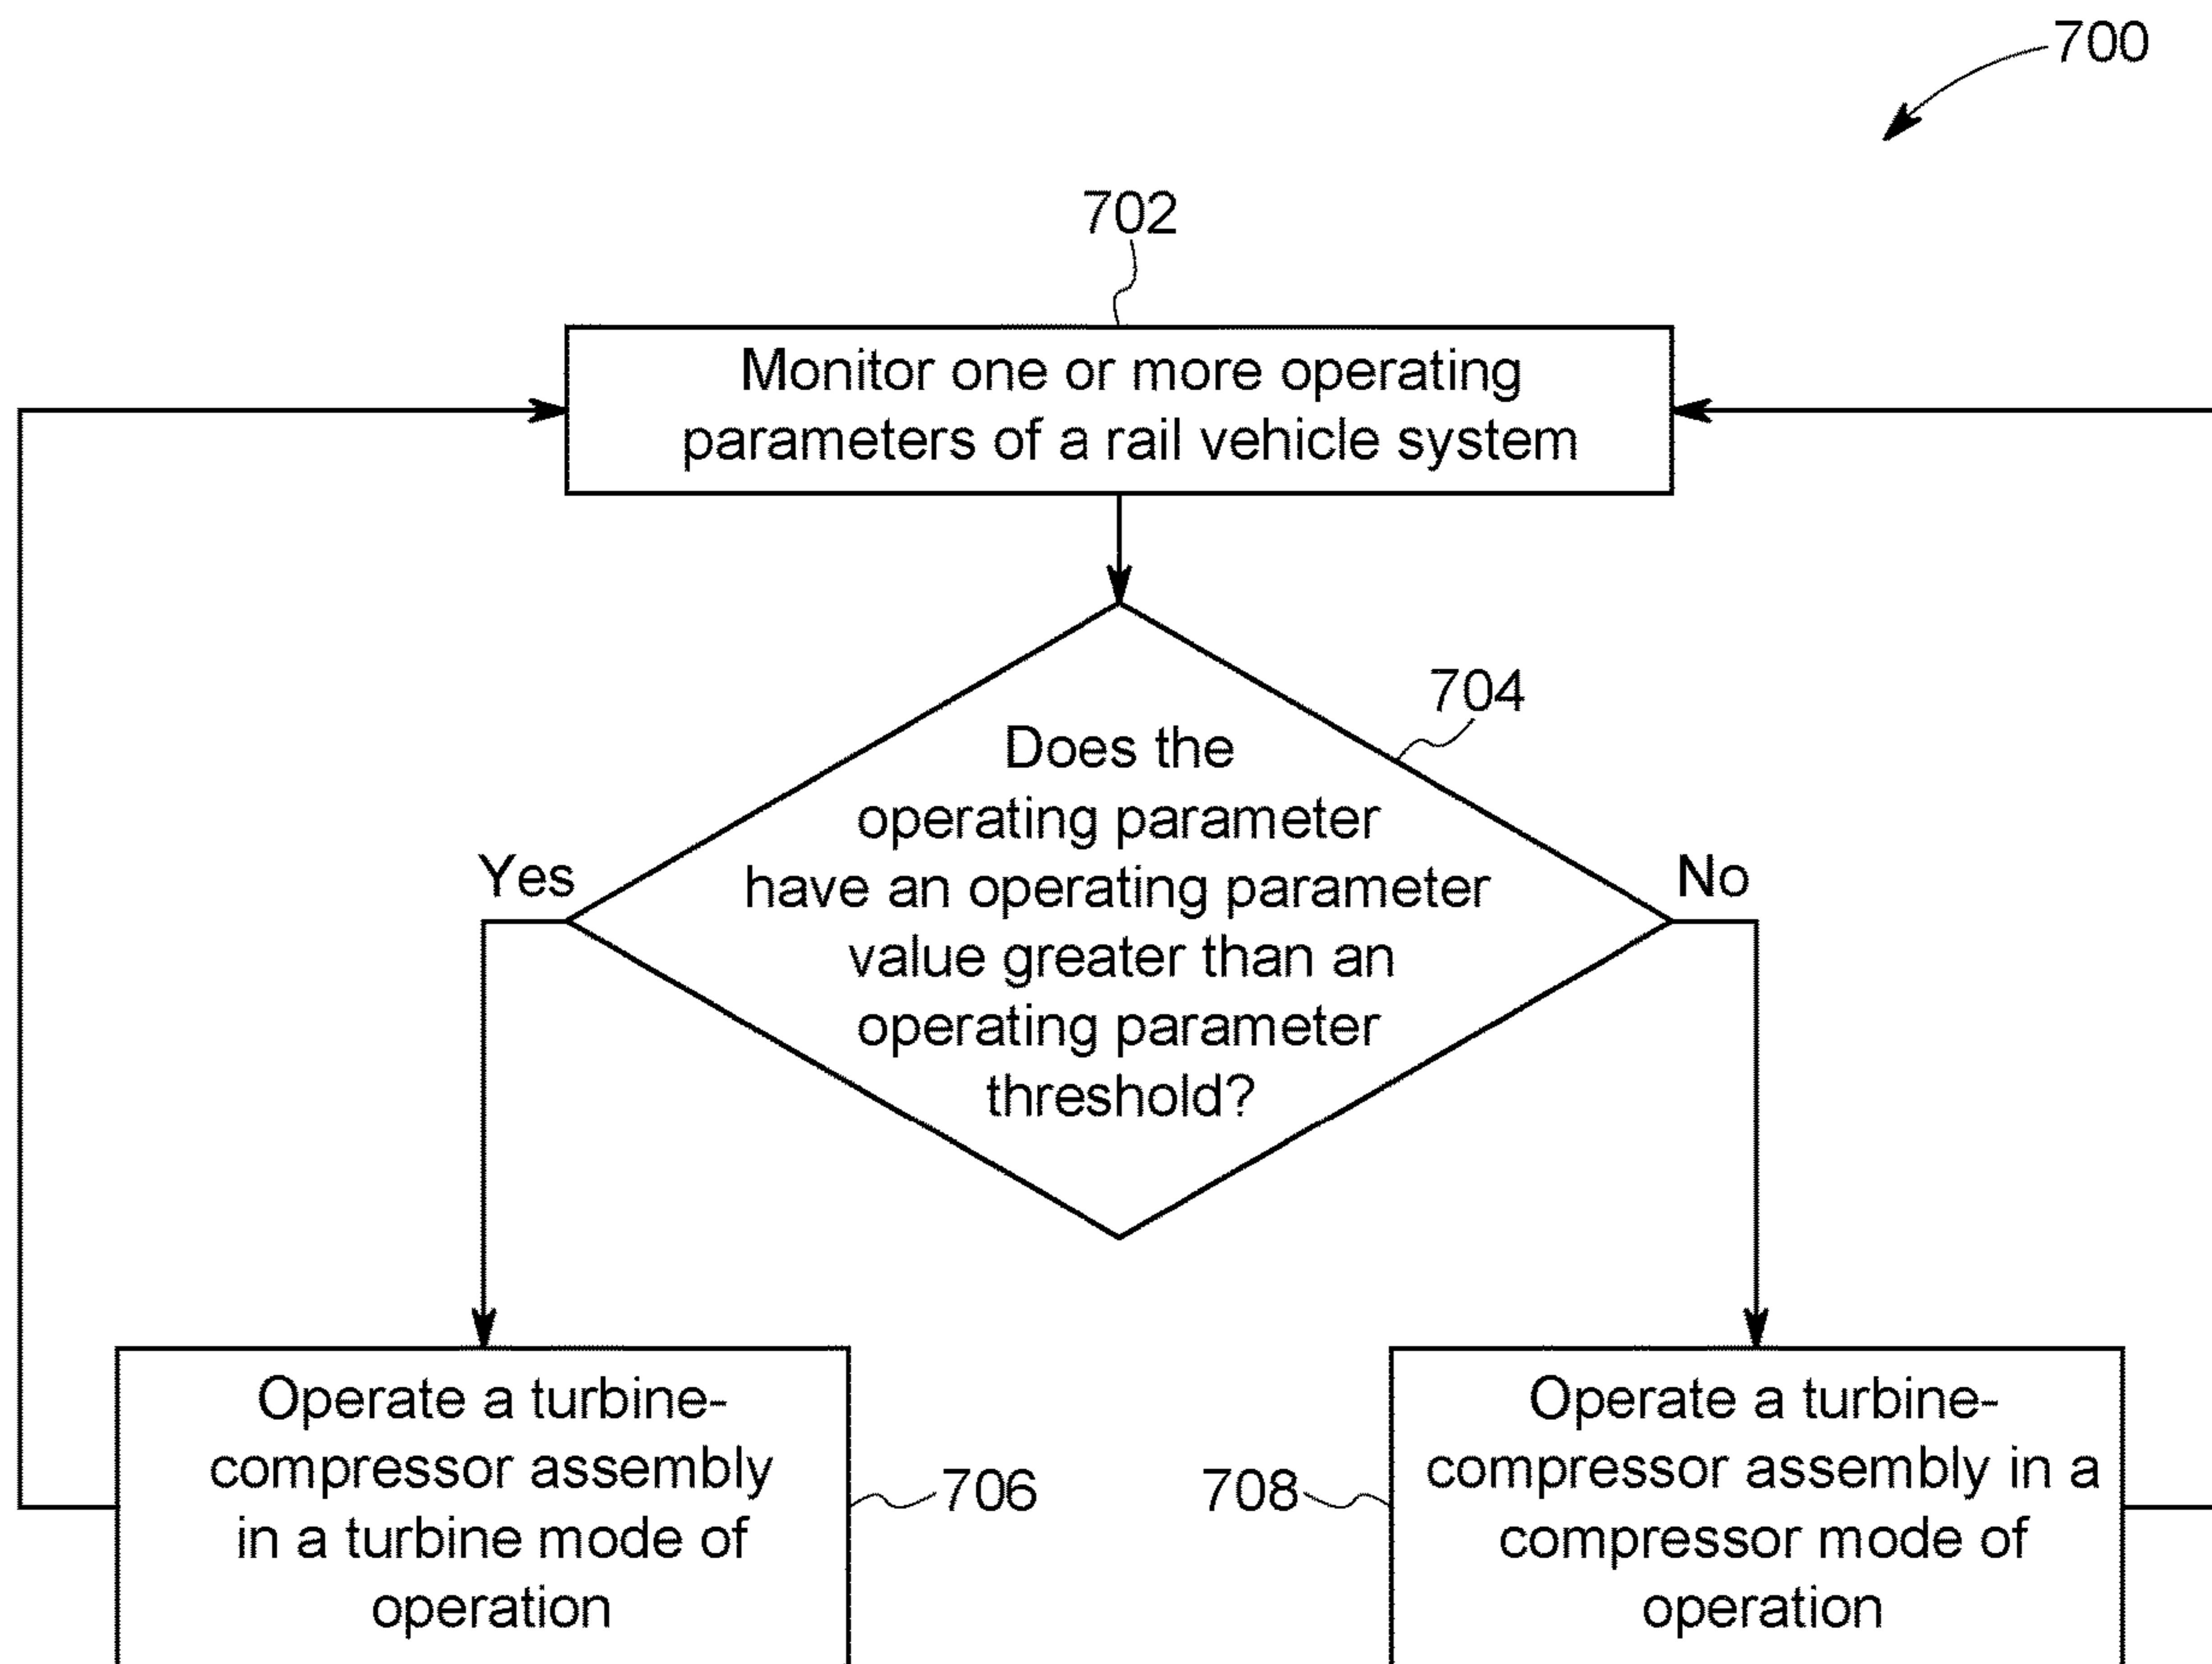 700
702
Monitor one or more operating
parameters of a rail vehicle system
704
Does the
operating parameter
have an operating parameter
value greater than an
operating parameter
threshold?
Yes
No
Operate a turbine-
compressor assembly
in a turbine mode of
operation
706
708
Operate a turbine-
compressor assembly in a
compressor mode of
operation